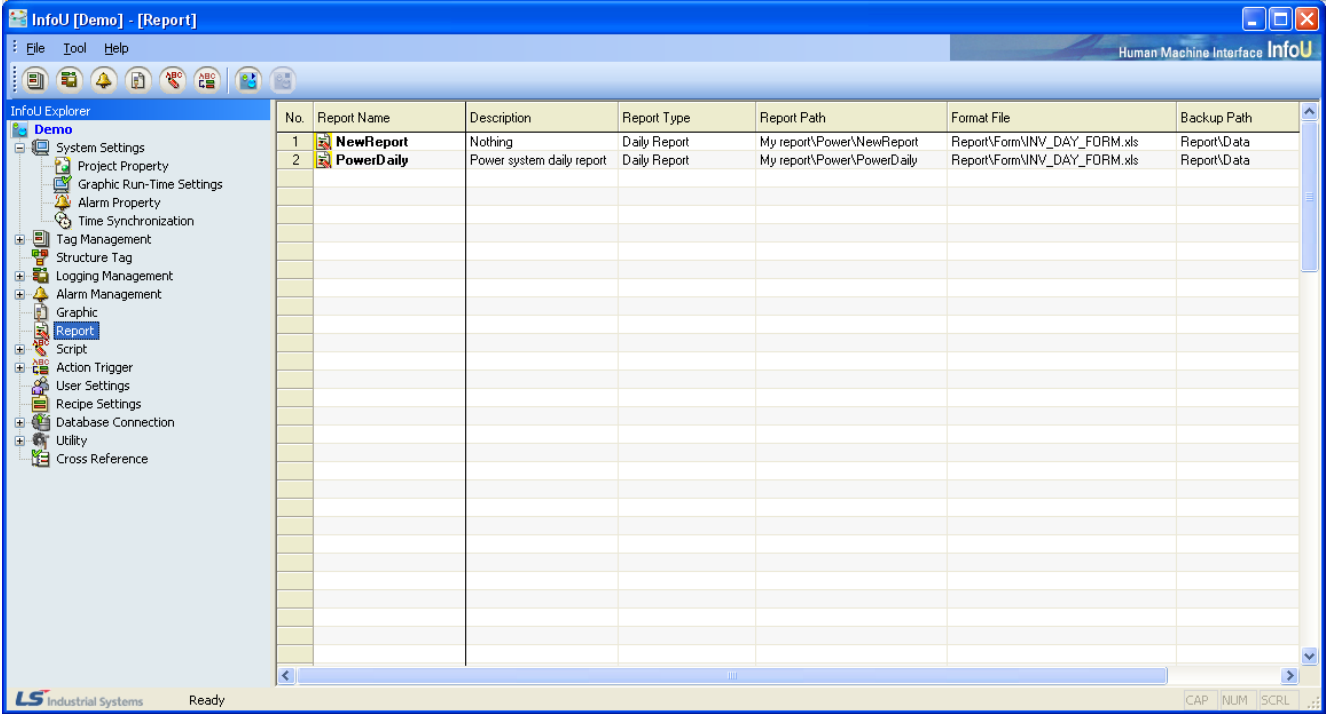 InfoU [Demo] - [Report]
File Tool Help
Human Machine Interface InfoU
InfoU Explorer
Demo
System Settings
Project Property
Graphic Run-Time Settings
Alarm Property
Time Synchronization
Tag Management
Structure Tag
Logging Management
Alarm Management
Graphic
Report
Script
Action Trigger
User Settings
Recipe Settings
Database Connection
Utility
Cross Reference
No. Report Name Description Report Type Report Path Format File Backup Path
1 NewReport Nothing Daily Report My report\Power\NewReport Report\Form\INV_DAY_FORM.xls Report\Data
2 PowerDaily Power system daily report Daily Report My report\Power\PowerDaily Report\Form\INV_DAY_FORM.xls Report\Data
LS Industrial Systems Ready CAP NUM SCRL